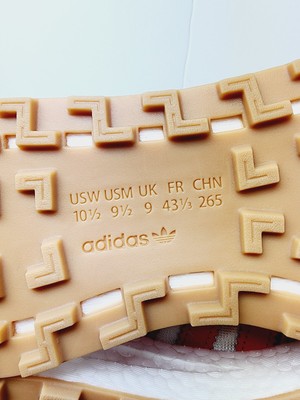 USW USM UK FR CHN
10½ 9½ 9 43⅓ 265
adidas